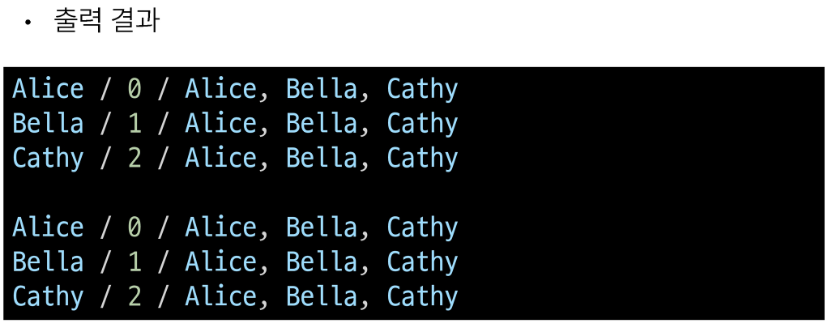 • 출력 결과
Alice / 0 / Alice, Bella, Cathy
Bella / 1 / Alice, Bella, Cathy
Cathy / 2 / Alice, Bella, Cathy
Alice / 0 / Alice, Bella, Cathy
Bella / 1 / Alice, Bella, Cathy
Cathy / 2 / Alice, Bella, Cathy